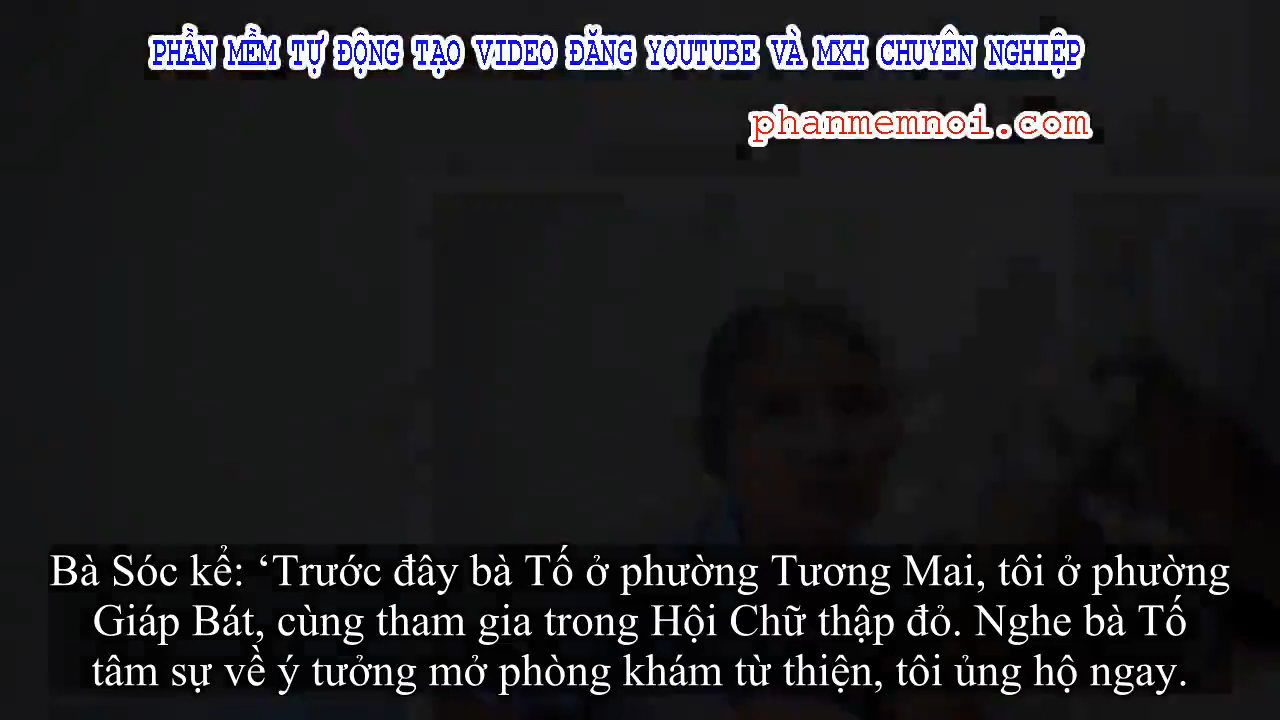 PHẦN MỀM TỰ ĐỘNG TẠO VIDEO ĐĂNG YOUTUBE VÀ MXH CHUYÊN NGHIỆP
phanmemnoi.com
Bà Sóc kể: ‘Trước đây bà Tố ở phường Tương Mai, tôi ở phường
Giáp Bát, cùng tham gia trong Hội Chữ thập đỏ. Nghe bà Tố
tâm sự về ý tưởng mở phòng khám từ thiện, tôi ủng hộ ngay.